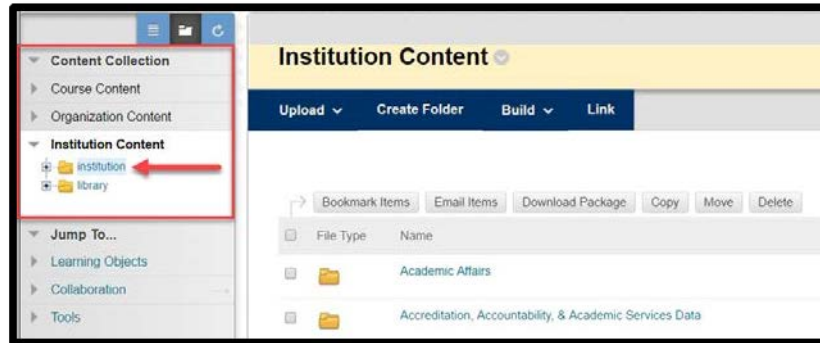 Content Collection
Course Content
Organization Content
Institution Content
institution
library
Jump To...
Learning Objects
Collaboration
Tools
Institution Content
Upload Create Folder Build Link
Bookmark Items Email Items Download Package Copy Move Delete
File Type Name
Academic Affairs
Accreditation, Accountability, & Academic Services Data